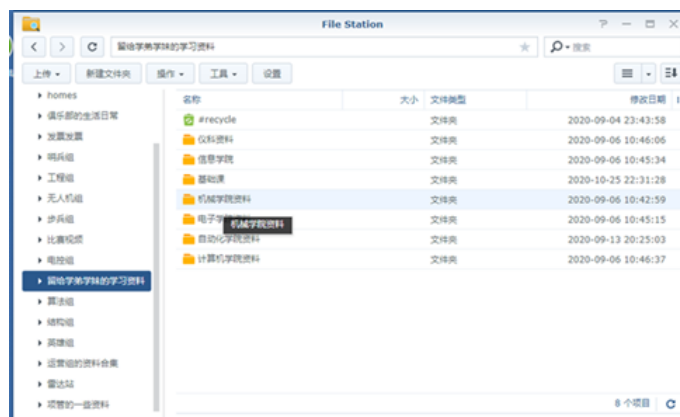 File Station
留给学弟学妹的学习资料
搜索
上传 新建文件夹 操作 工具 设置
homes
俱乐部的生活日常
发票发票
哨兵组
工程组
无人机组
步兵组
比赛视频
电控组
留给学弟学妹的学习资料
算法组
结构组
英雄组
运营组的资料合集
雷达站
项管的一些资料
名称 大小 文件类型 修改日期
#recycle 文件夹 2020-09-04 23:43:58
仪科资料 文件夹 2020-09-06 10:46:06
信息学院 文件夹 2020-09-06 10:45:34
基础课 文件夹 2020-10-25 22:31:28
机械学院资料 文件夹 2020-09-06 10:42:59
电子学 文件夹 2020-09-06 10:45:15
机械学院资料
自动化学院资料 文件夹 2020-09-13 20:25:03
计算机学院资料 文件夹 2020-09-06 10:46:37
8 个项目